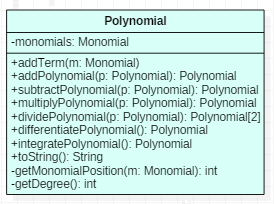 Polynomial
-monomials: Monomial
+addTerm(m: Monomial)
+addPolynomial(p: Polynomial): Polynomial
+subtractPolynomial(p: Polynomial): Polynomial
+multiplyPolynomial(p: Polynomial): Polynomial
+dividePolynomial(p: Polynomial): Polynomial[2]
+differentiatePolynomial(): Polynomial
+integratePolynomial(): Polynomial
+toString(): String
-getMonomialPosition(m: Monomial): int
-getDegree(): int